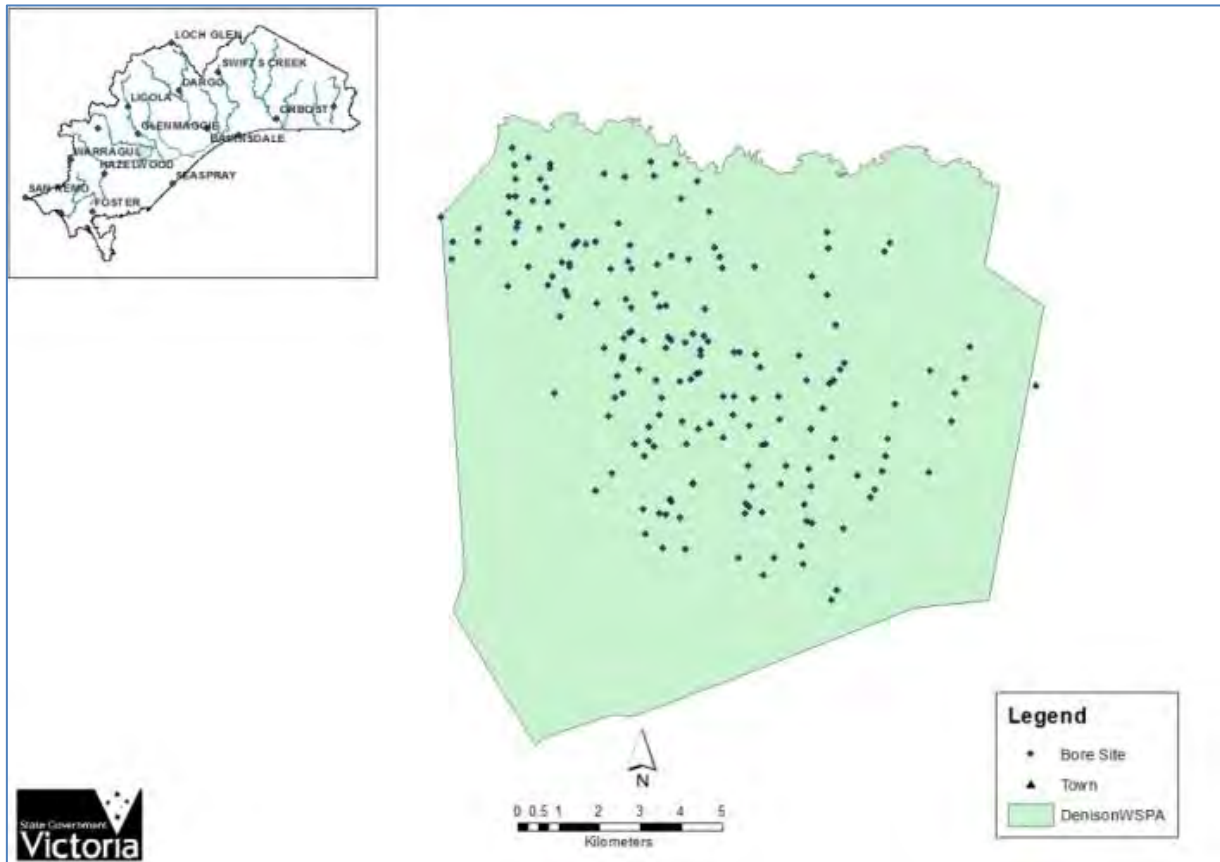 LOCH GLEN
SWIFTS CREEK
DARGO
LIGOLA
ORBOST
GLENMAGGIE
BAIRNSDALE
WARRAGUL
HAZELWOOD
SEASPRAY
SAN REMO
FOSTER
N
0 0.5 1 2 3 4 5
Kilometers
Legend
Bore Site
Town
DenisonWSPA
State Government
Victoria